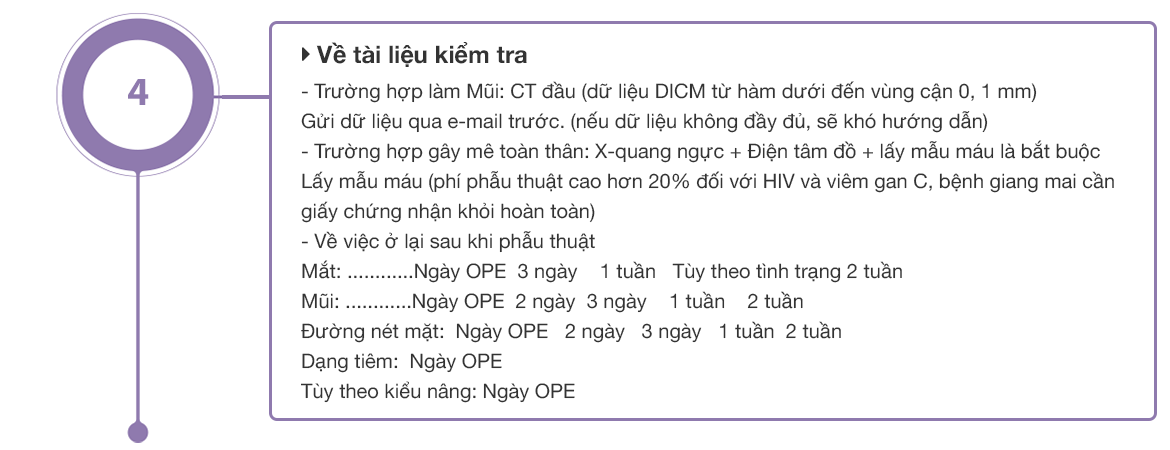 4
Về tài liệu kiểm tra
- Trường hợp làm Mũi: CT đầu (dữ liệu DICM từ hàm dưới đến vùng cận 0, 1 mm)
Gửi dữ liệu qua e-mail trước. (nếu dữ liệu không đầy đủ, sẽ khó hướng dẫn)
- Trường hợp gây mê toàn thân: X-quang ngực + Điện tâm đồ + lấy mẫu máu là bắt buộc
Lấy mẫu máu (phí phẫu thuật cao hơn 20% đối với HIV và viêm gan C, bệnh giang mai cần
giấy chứng nhận khỏi hoàn toàn)
- Về việc ở lại sau khi phẫu thuật
Mắt: ............Ngày OPE 3 ngày 1 tuần Tùy theo tình trạng 2 tuần
Mũi: ............Ngày OPE 2 ngày 3 ngày 1 tuần 2 tuần
Đường nét mặt: Ngày OPE 2 ngày 3 ngày 1 tuần 2 tuần
Dạng tiêm: Ngày OPE
Tùy theo kiểu nâng: Ngày OPE